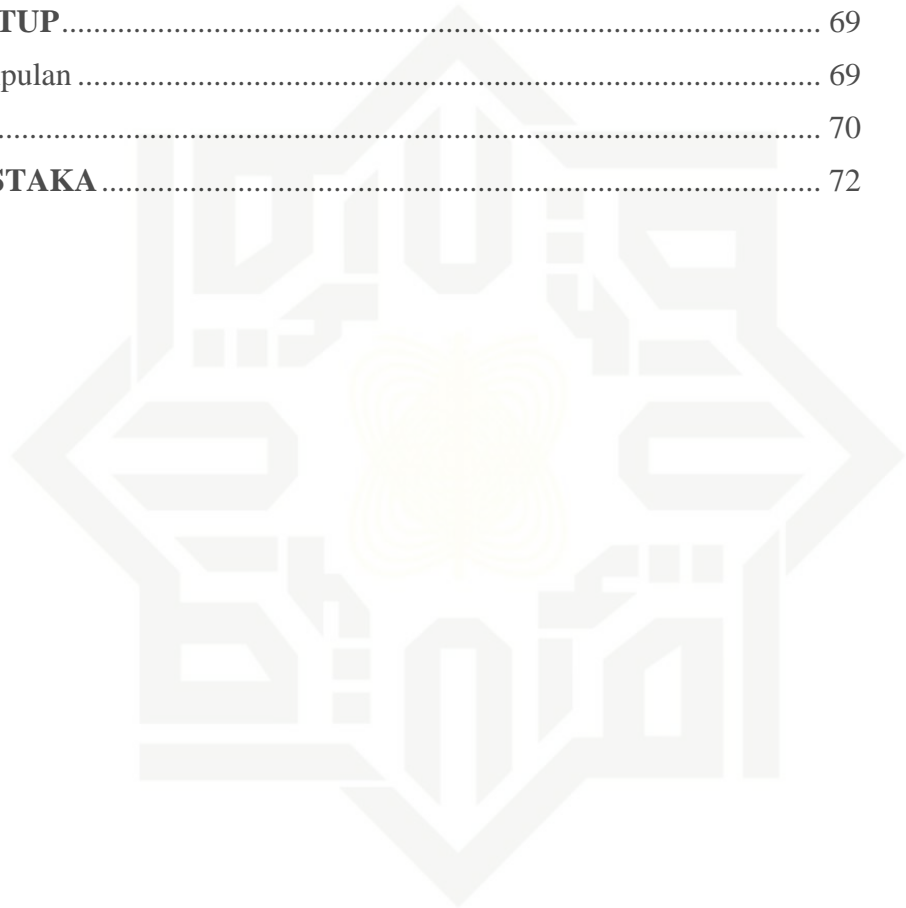 TUP........................................................................................ 69
pulan ........................................................................................ 69
........................................................................................ 70
STAKA........................................................................................ 72